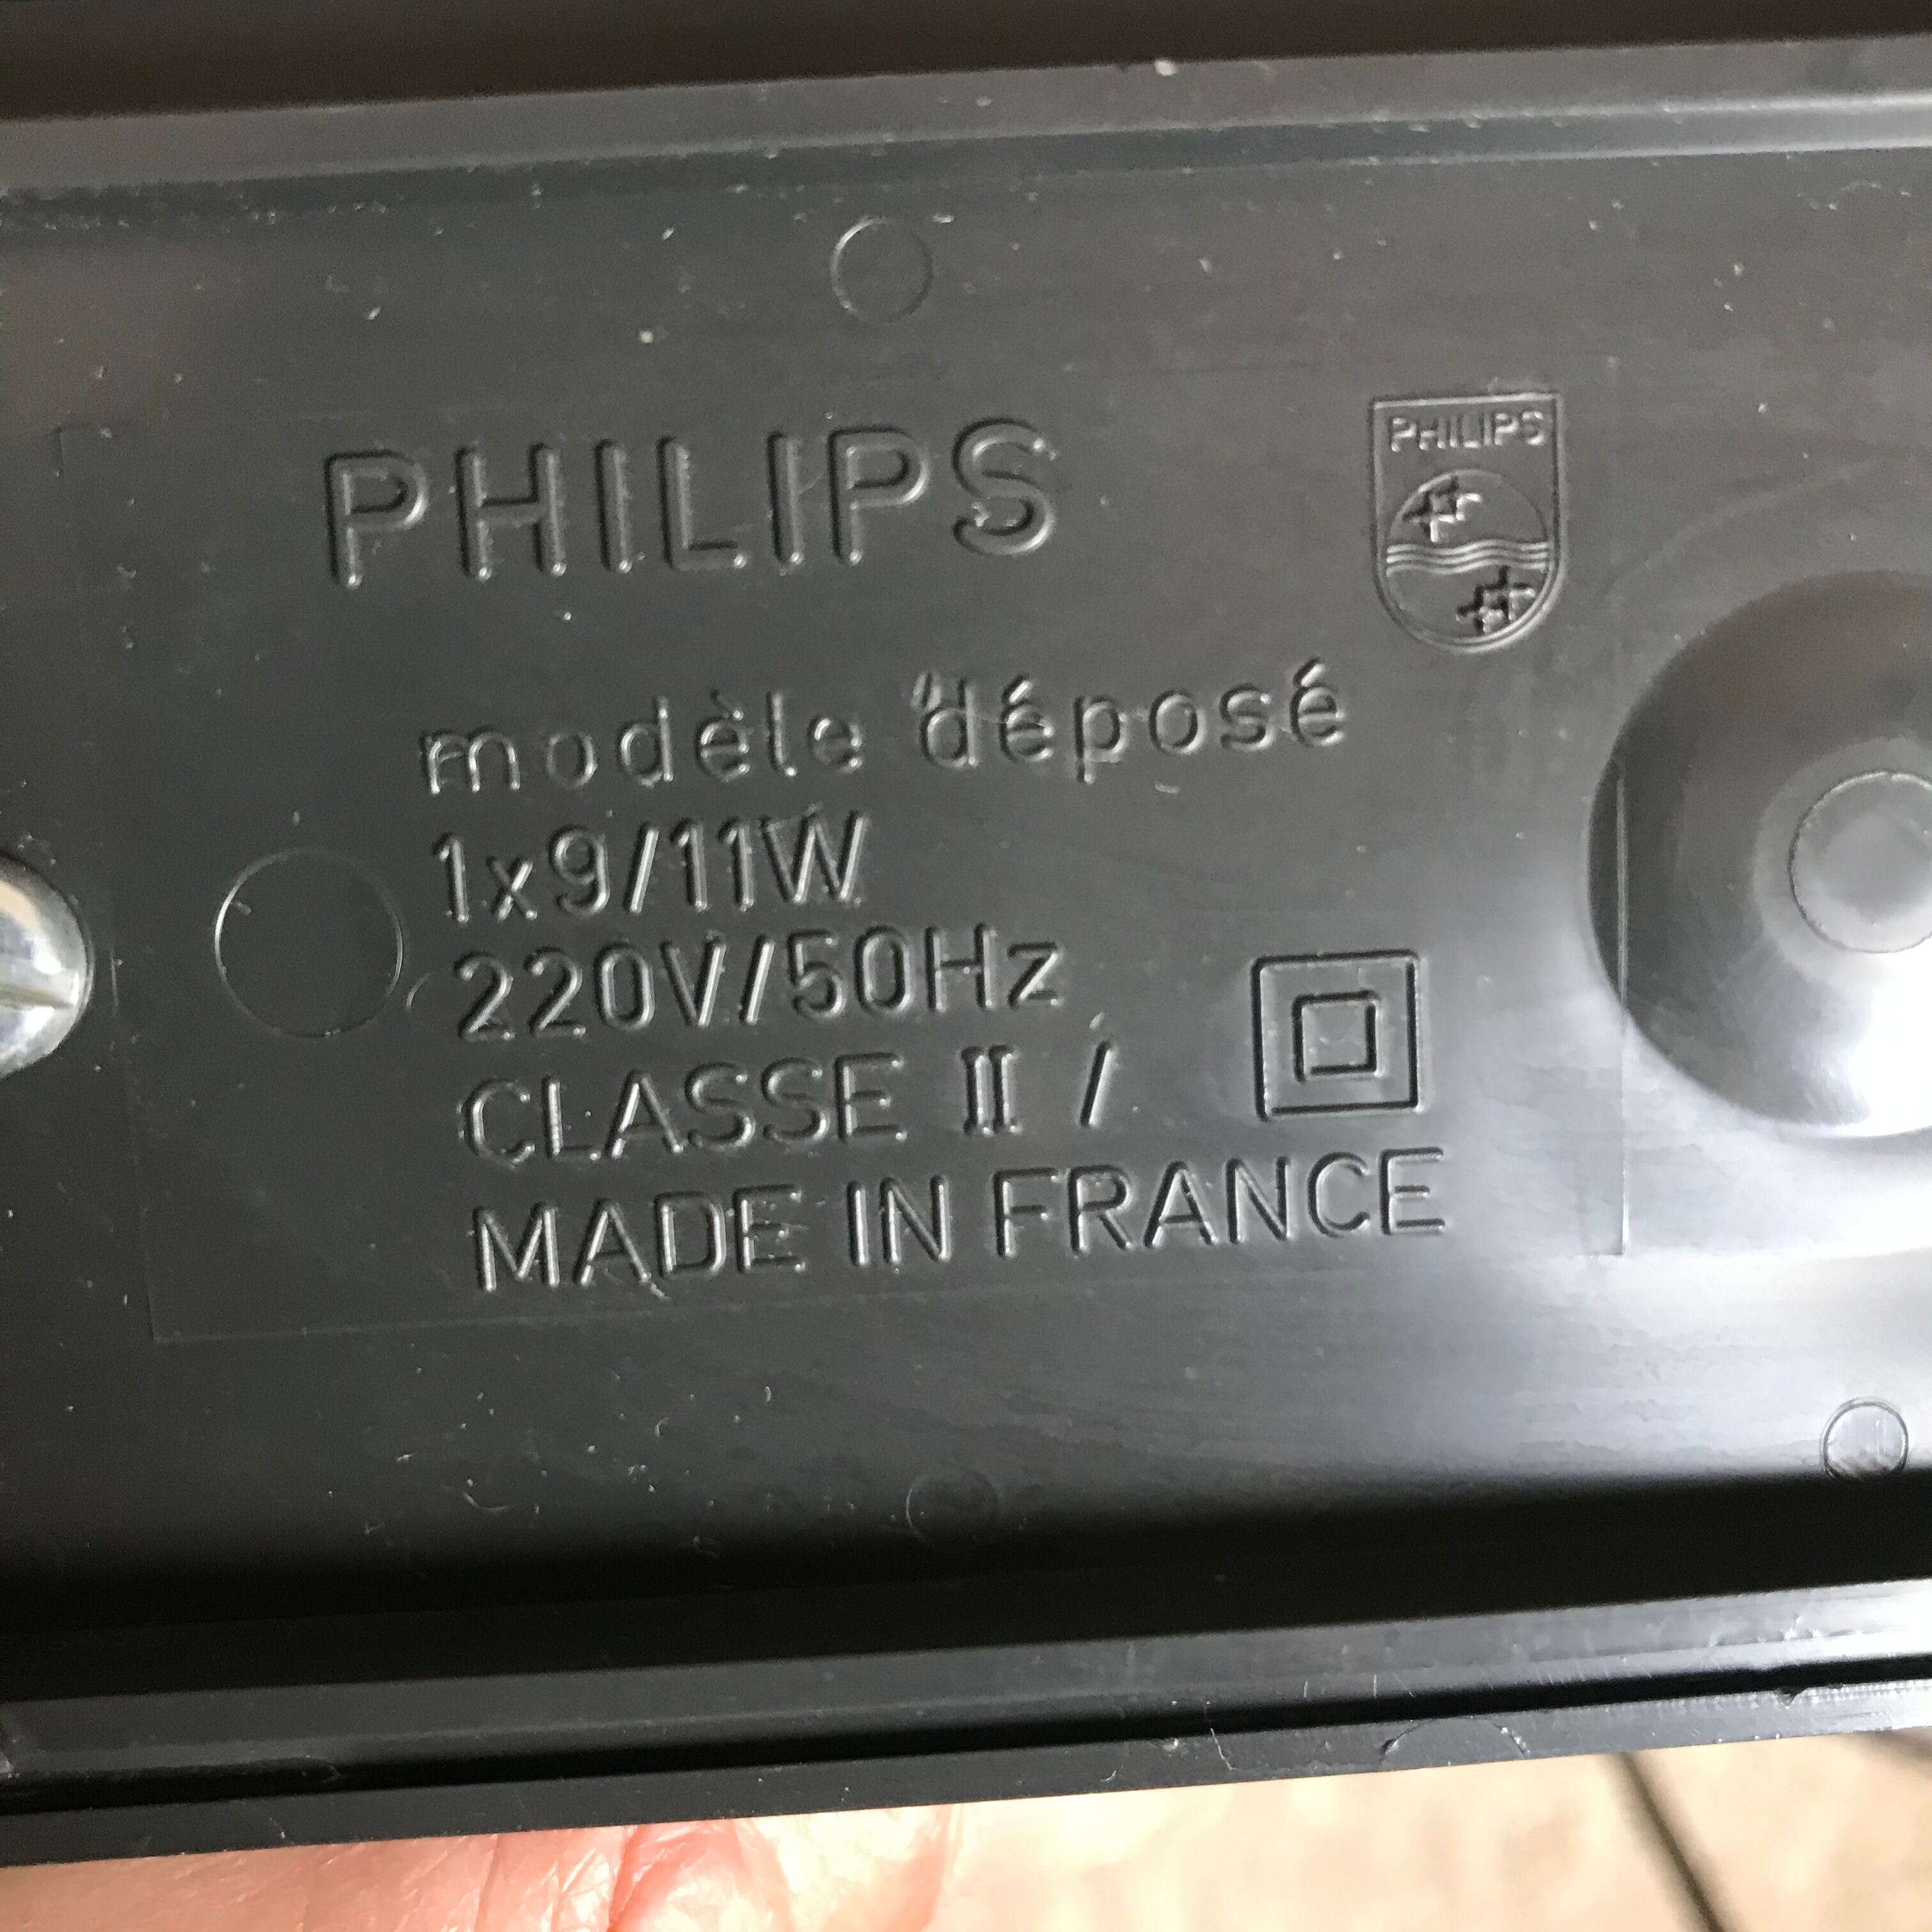 PHILIPS
PHILIPS
modèle déposé
1x9/11W
220V/50Hz
CLASSE II /
MADE IN FRANCE